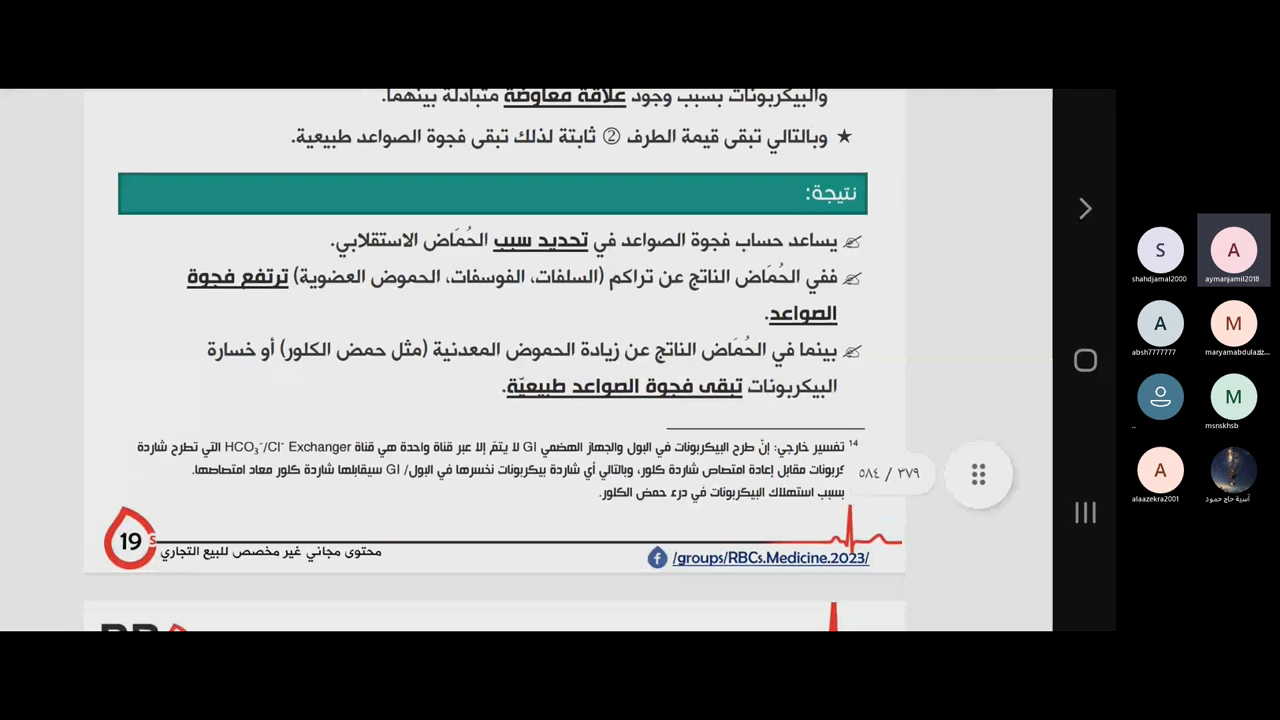 والبيكربونات بسبب وجود علاقة معاوضة متبادلة بينهما.
★ وبالتالي تبقى قيمة الطرف ② ثابتة لذلك تبقى فجوة الصواعد طبيعية.
نتيجة:
يساعد حساب فجوة الصواعد في تحديد سبب الحُمَاض الاستقلابي.
ففي الحُمَاض الناتج عن تراكم (السلفات، الفوسفات، الحموض العضوية) ترتفع فجوة
الصواعد.
بينما في الحُمَاض الناتج عن زيادة الحموض المعدنية (مثل حمض الكلور) أو خسارة
البيكربونات تبقى فجوة الصواعد طبيعيّة.
14 تفسير خارجي: إنّ طرح البيكربونات في البول والجهاز الهضمي GI لا يتمّ إلا عبر قناة واحدة هي قناة HCO3-/Cl- Exchanger التي تطرح شاردة
كربونات مقابل إعادة امتصاص شاردة كلور، وبالتالي أي شاردة بيكربونات نخسرها في البول/ GI سيقابلها شاردة كلور معاد امتصاصها.
بسبب استهلاك البيكربونات في درء حمض الكلور.
٣٧٩ / ٥٨٤
19
محتوى مجاني غير مخصص للبيع التجاري
/groups/RBCs.Medicine.2023/
S
shahdjamal2000
A
aymanjamil2018
A
absh7777777
M
maryamabdulaziz...
..
M
msnskhsb
A
alaazekra2001
آسية حاج حمود